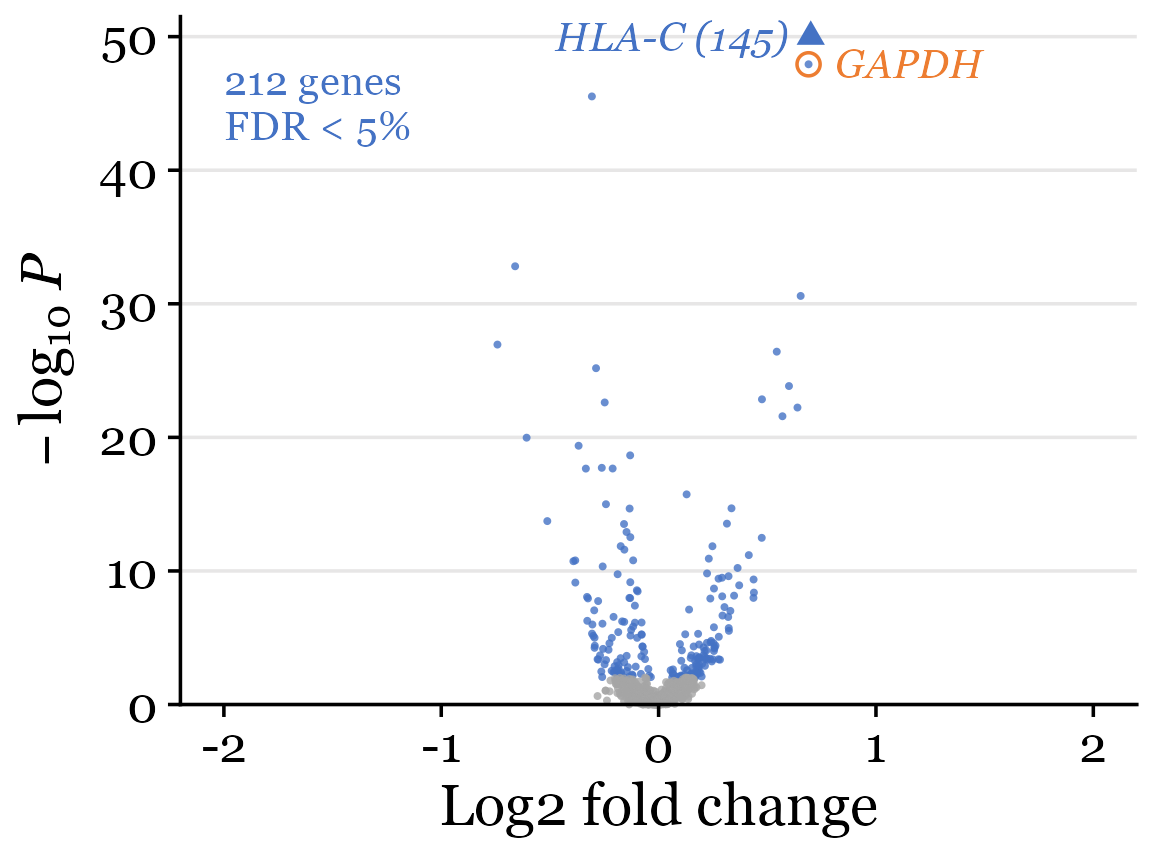 HLA-C (145)
GAPDH
212 genes
FDR < 5%
50
40
30
20
10
0
− log₁₀ P
-2 -1 0 1 2
Log2 fold change